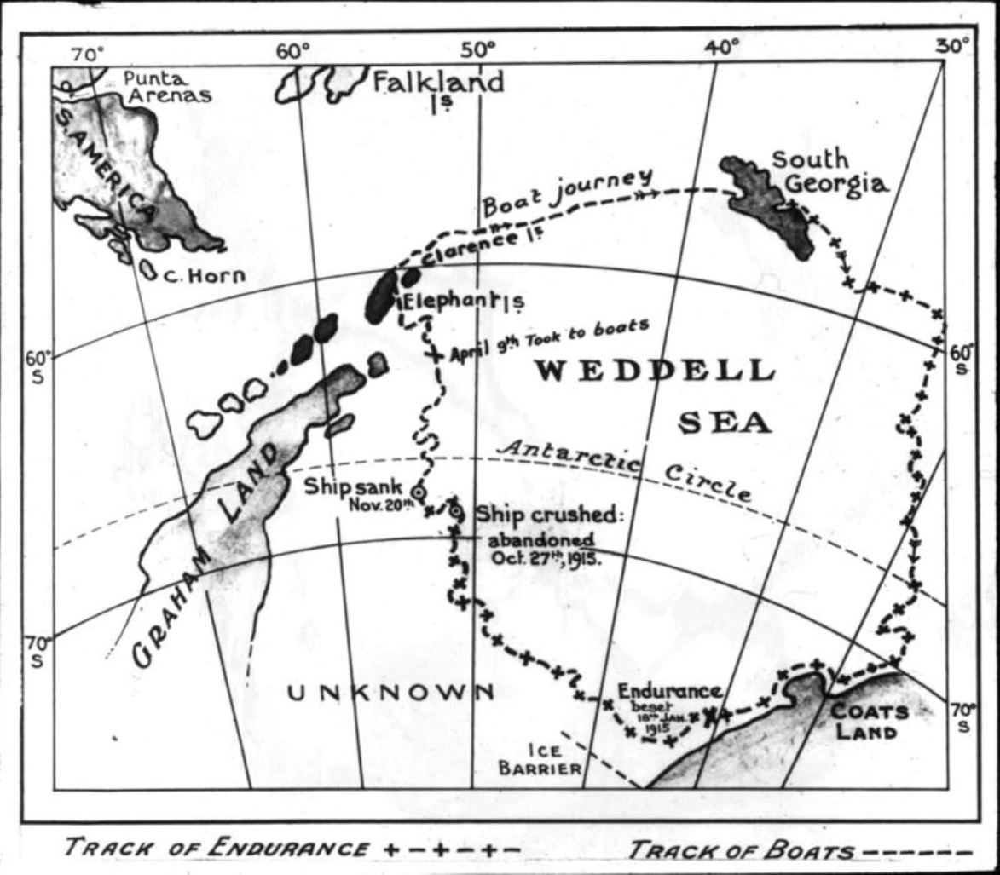 70° 60° 50° 40° 30°
Punta
Arenas
Falkland
Is
S. AMERICA
South
Georgia
Boat journey
Clarence Is
C. Horn
Elephant Is
April 9th Took to boats
60°
S
60°
S
WEDDELL
SEA
Antarctic Circle
Ship sank
Nov. 20th
Ship crushed:
abandoned
Oct. 27th, 1915.
GRAHAM LAND
70°
S
UNKNOWN
Endurance
beset
18th JAN.
1915
70°
S
COATS
LAND
ICE
BARRIER
TRACK OF ENDURANCE + - + - + -
TRACK OF BOATS - - - - - -